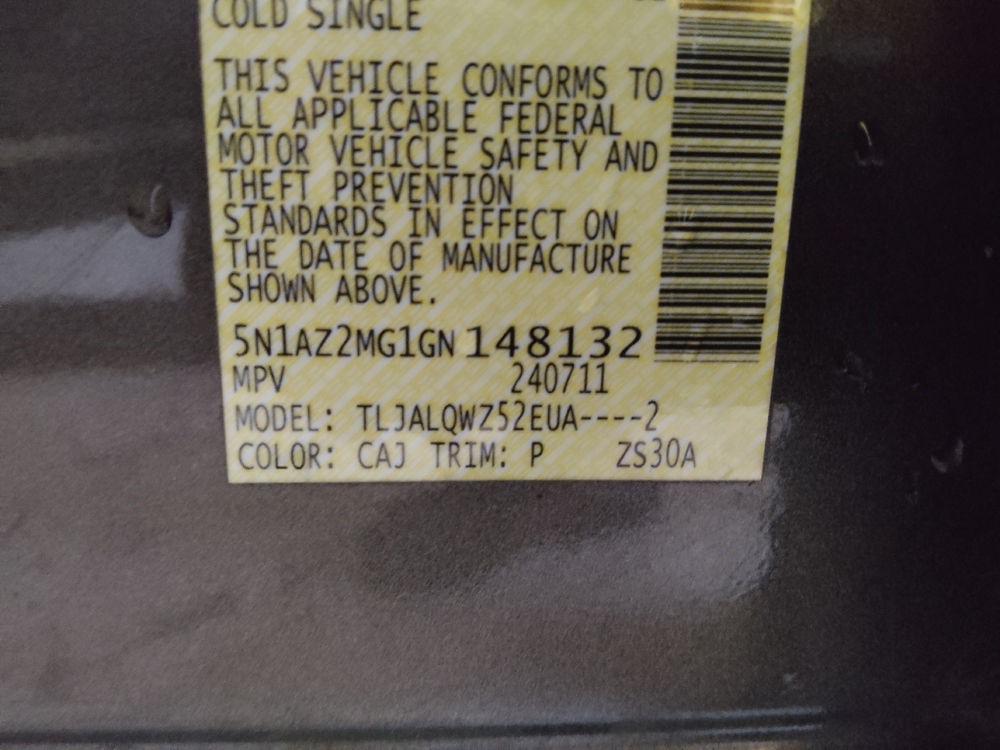 COLD SINGLE
THIS VEHICLE CONFORMS TO
ALL APPLICABLE FEDERAL
MOTOR VEHICLE SAFETY AND
THEFT PREVENTION
STANDARDS IN EFFECT ON
THE DATE OF MANUFACTURE
SHOWN ABOVE.
5N1AZ2MG1GN148132
MPV 240711
MODEL: TLJALQWZ52EUA----2
COLOR: CAJ TRIM: P ZS30A